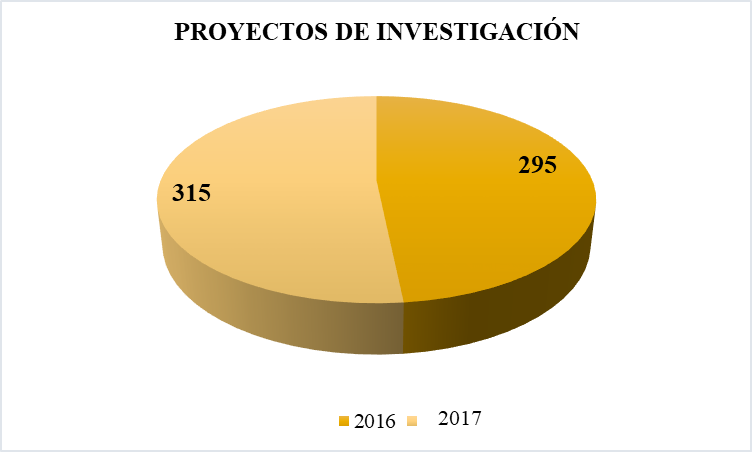 PROYECTOS DE INVESTIGACIÓN
295
315
2016 2017